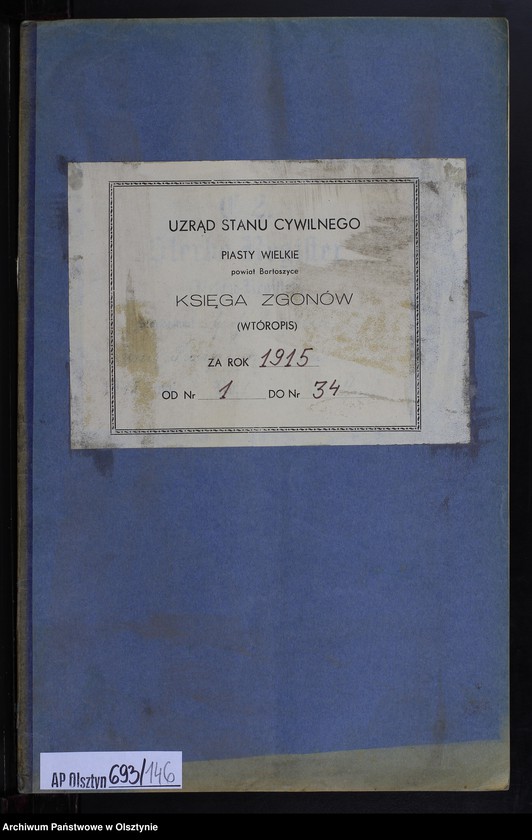 UZRĄD STANU CYWILNEGO
PIASTY WIELKIE
powiat Bartoszyce
KSIĘGA ZGONÓW
(WTÓROPIS)
ZA ROK 1915
OD Nr 1 DO Nr 34
AP Olsztyn 693/146
Archiwum Państwowe w Olsztynie